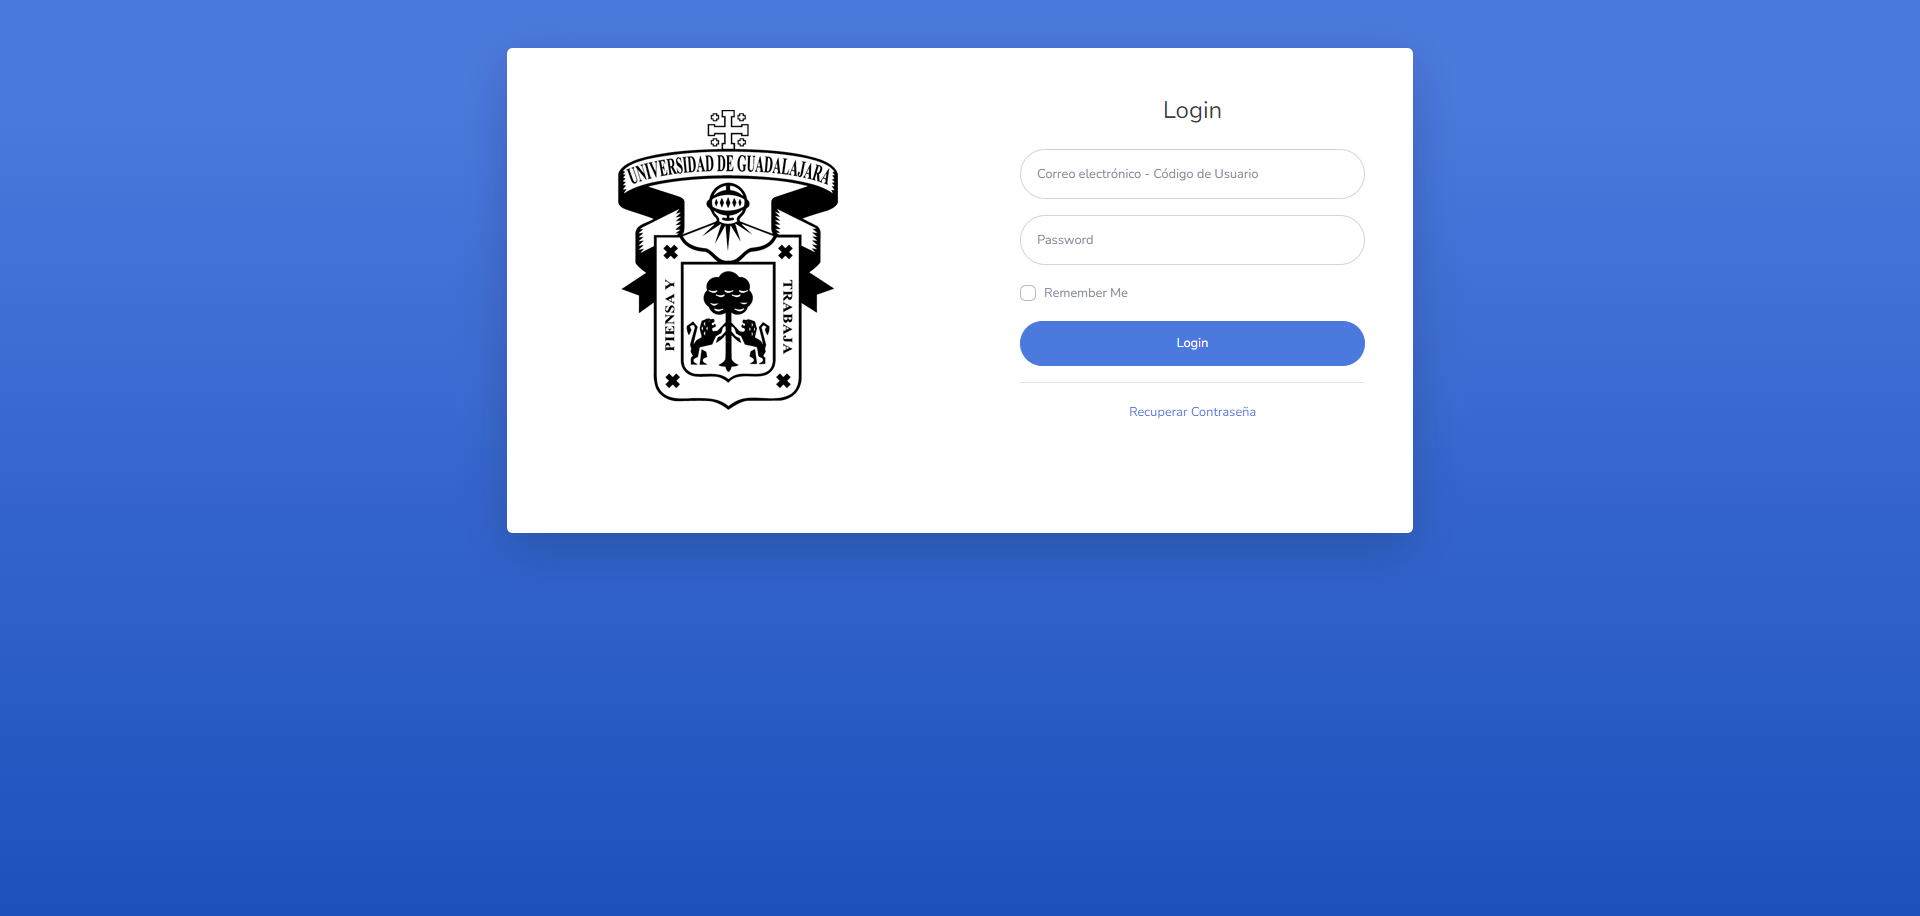 UNIVERSIDAD DE GUADALAJARA
PIENSA Y
TRABAJA
Login
Correo electrónico - Código de Usuario
Password
Remember Me
Login
Recuperar Contraseña